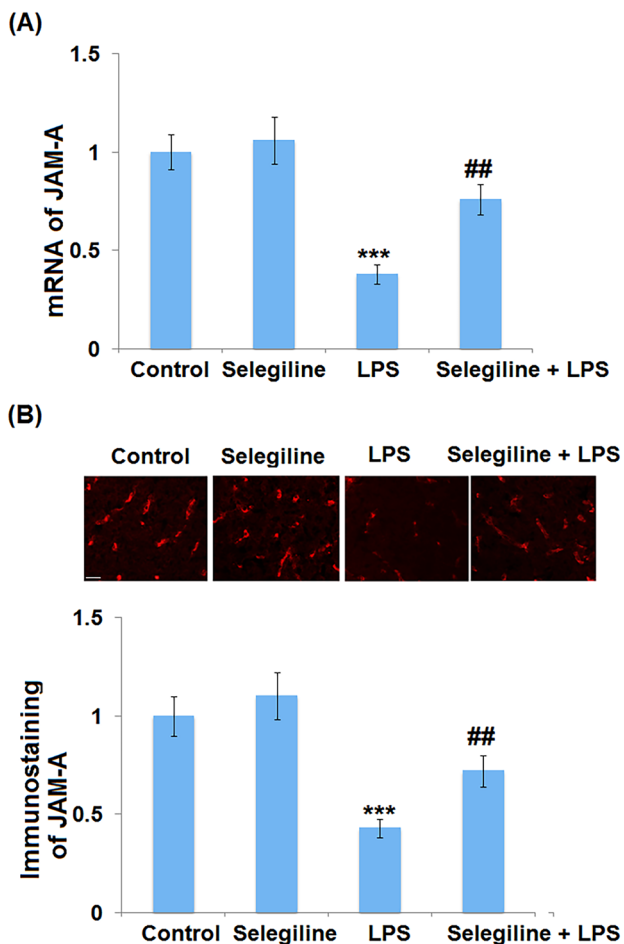 (A)
1.5
1
0.5
0
mRNA of JAM-A
***
##
Control Selegiline LPS Selegiline + LPS
(B)
Control Selegiline LPS Selegiline + LPS
1.5
1
0.5
0
Immunostaining
of JAM-A
***
##
Control Selegiline LPS Selegiline + LPS